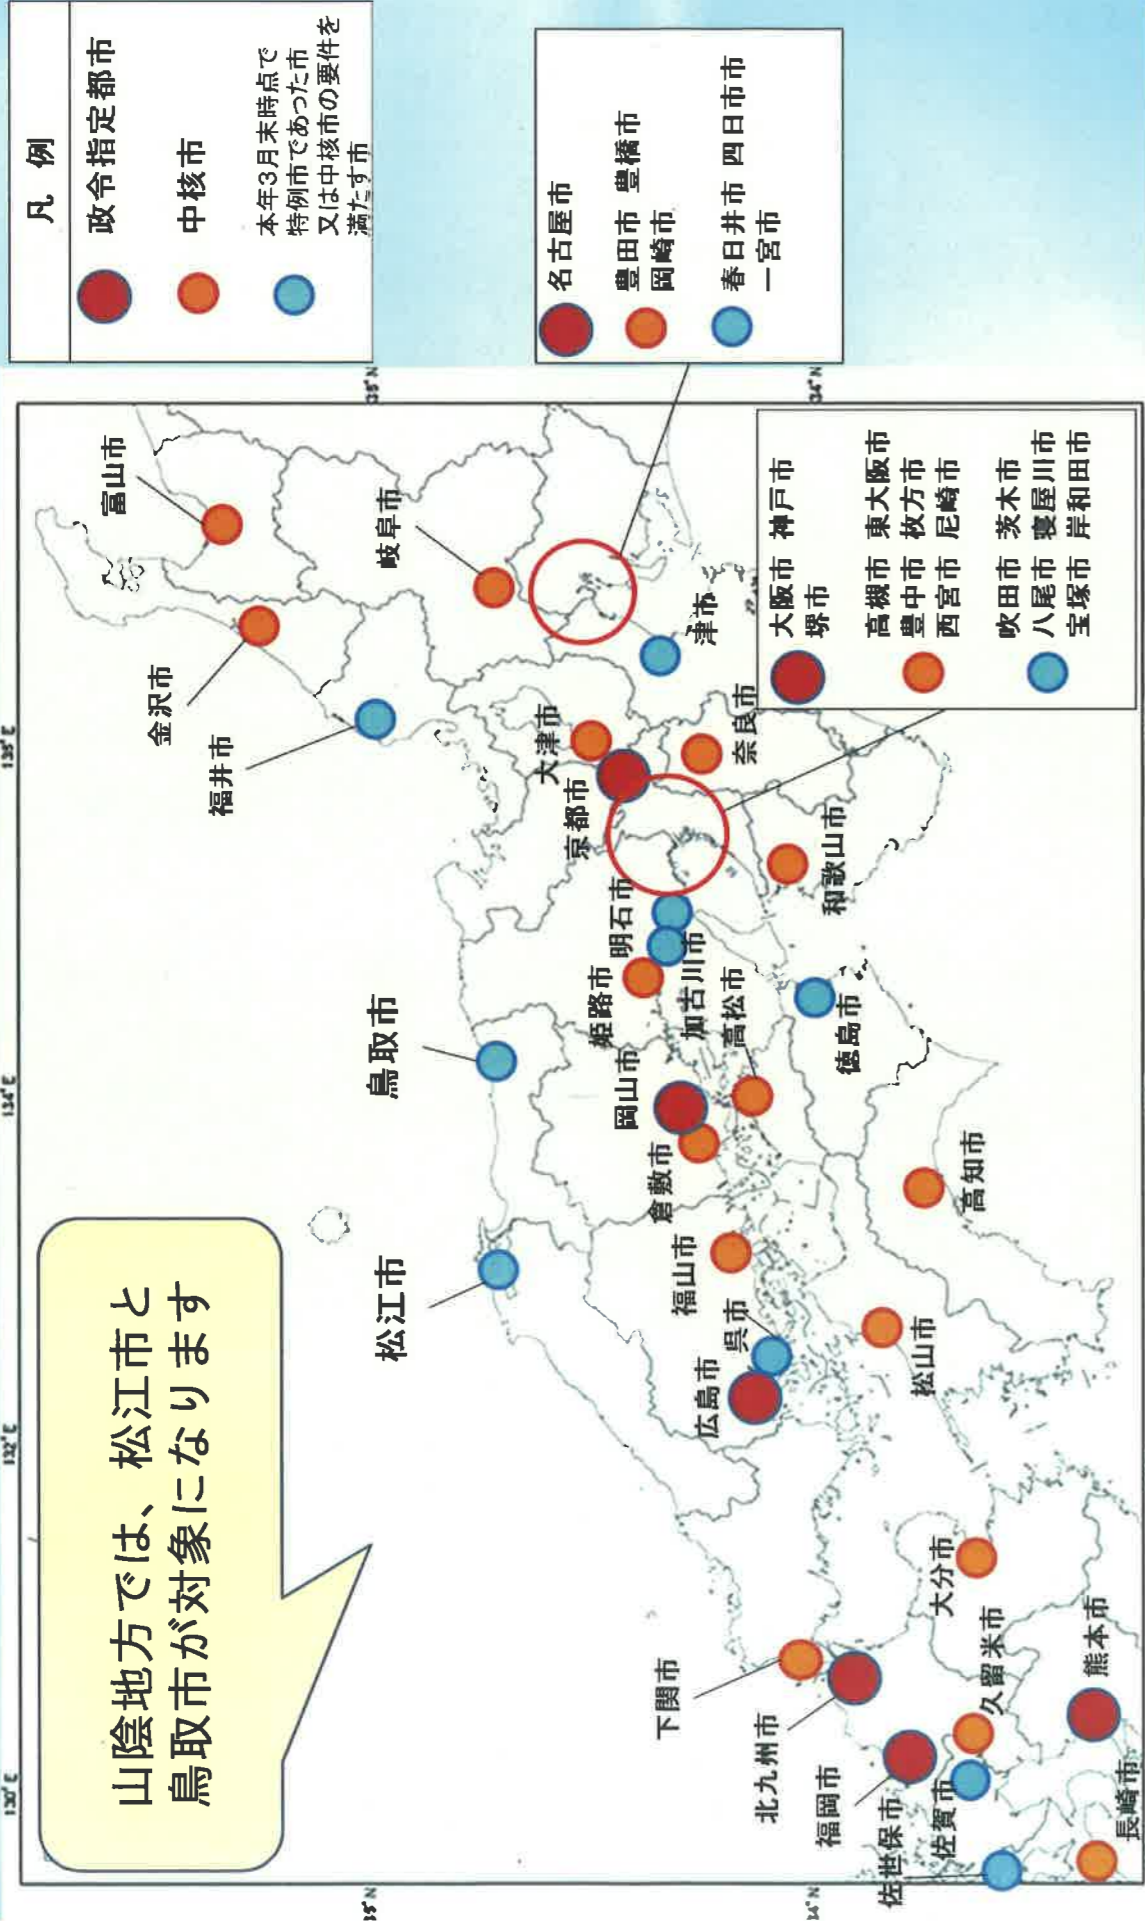 山陰地方では、松江市と
鳥取市が対象になります
凡 例
政令指定都市
中核市
本年3月末時点で
特例市であった市
又は中核市の要件を
満たす市
名古屋市
豊田市 豊橋市
岡崎市
春日井市 四日市市
一宮市
大阪市 神戸市
堺市
高槻市 東大阪市
豊中市 枚方市
西宮市 尼崎市
吹田市 茨木市
八尾市 寝屋川市
宝塚市 岸和田市
130°E
132°E
134°E
35°N
34°N
35°N
34°N
富山市
金沢市
福井市
岐阜市
津市
大津市
京都市
奈良市
和歌山市
明石市
加古川市
姫路市
鳥取市
岡山市
高松市
徳島市
倉敷市
高知市
松江市
福山市
呉市
広島市
松山市
下関市
北九州市
福岡市
大分市
久留米市
佐賀市
佐世保市
熊本市
長崎市